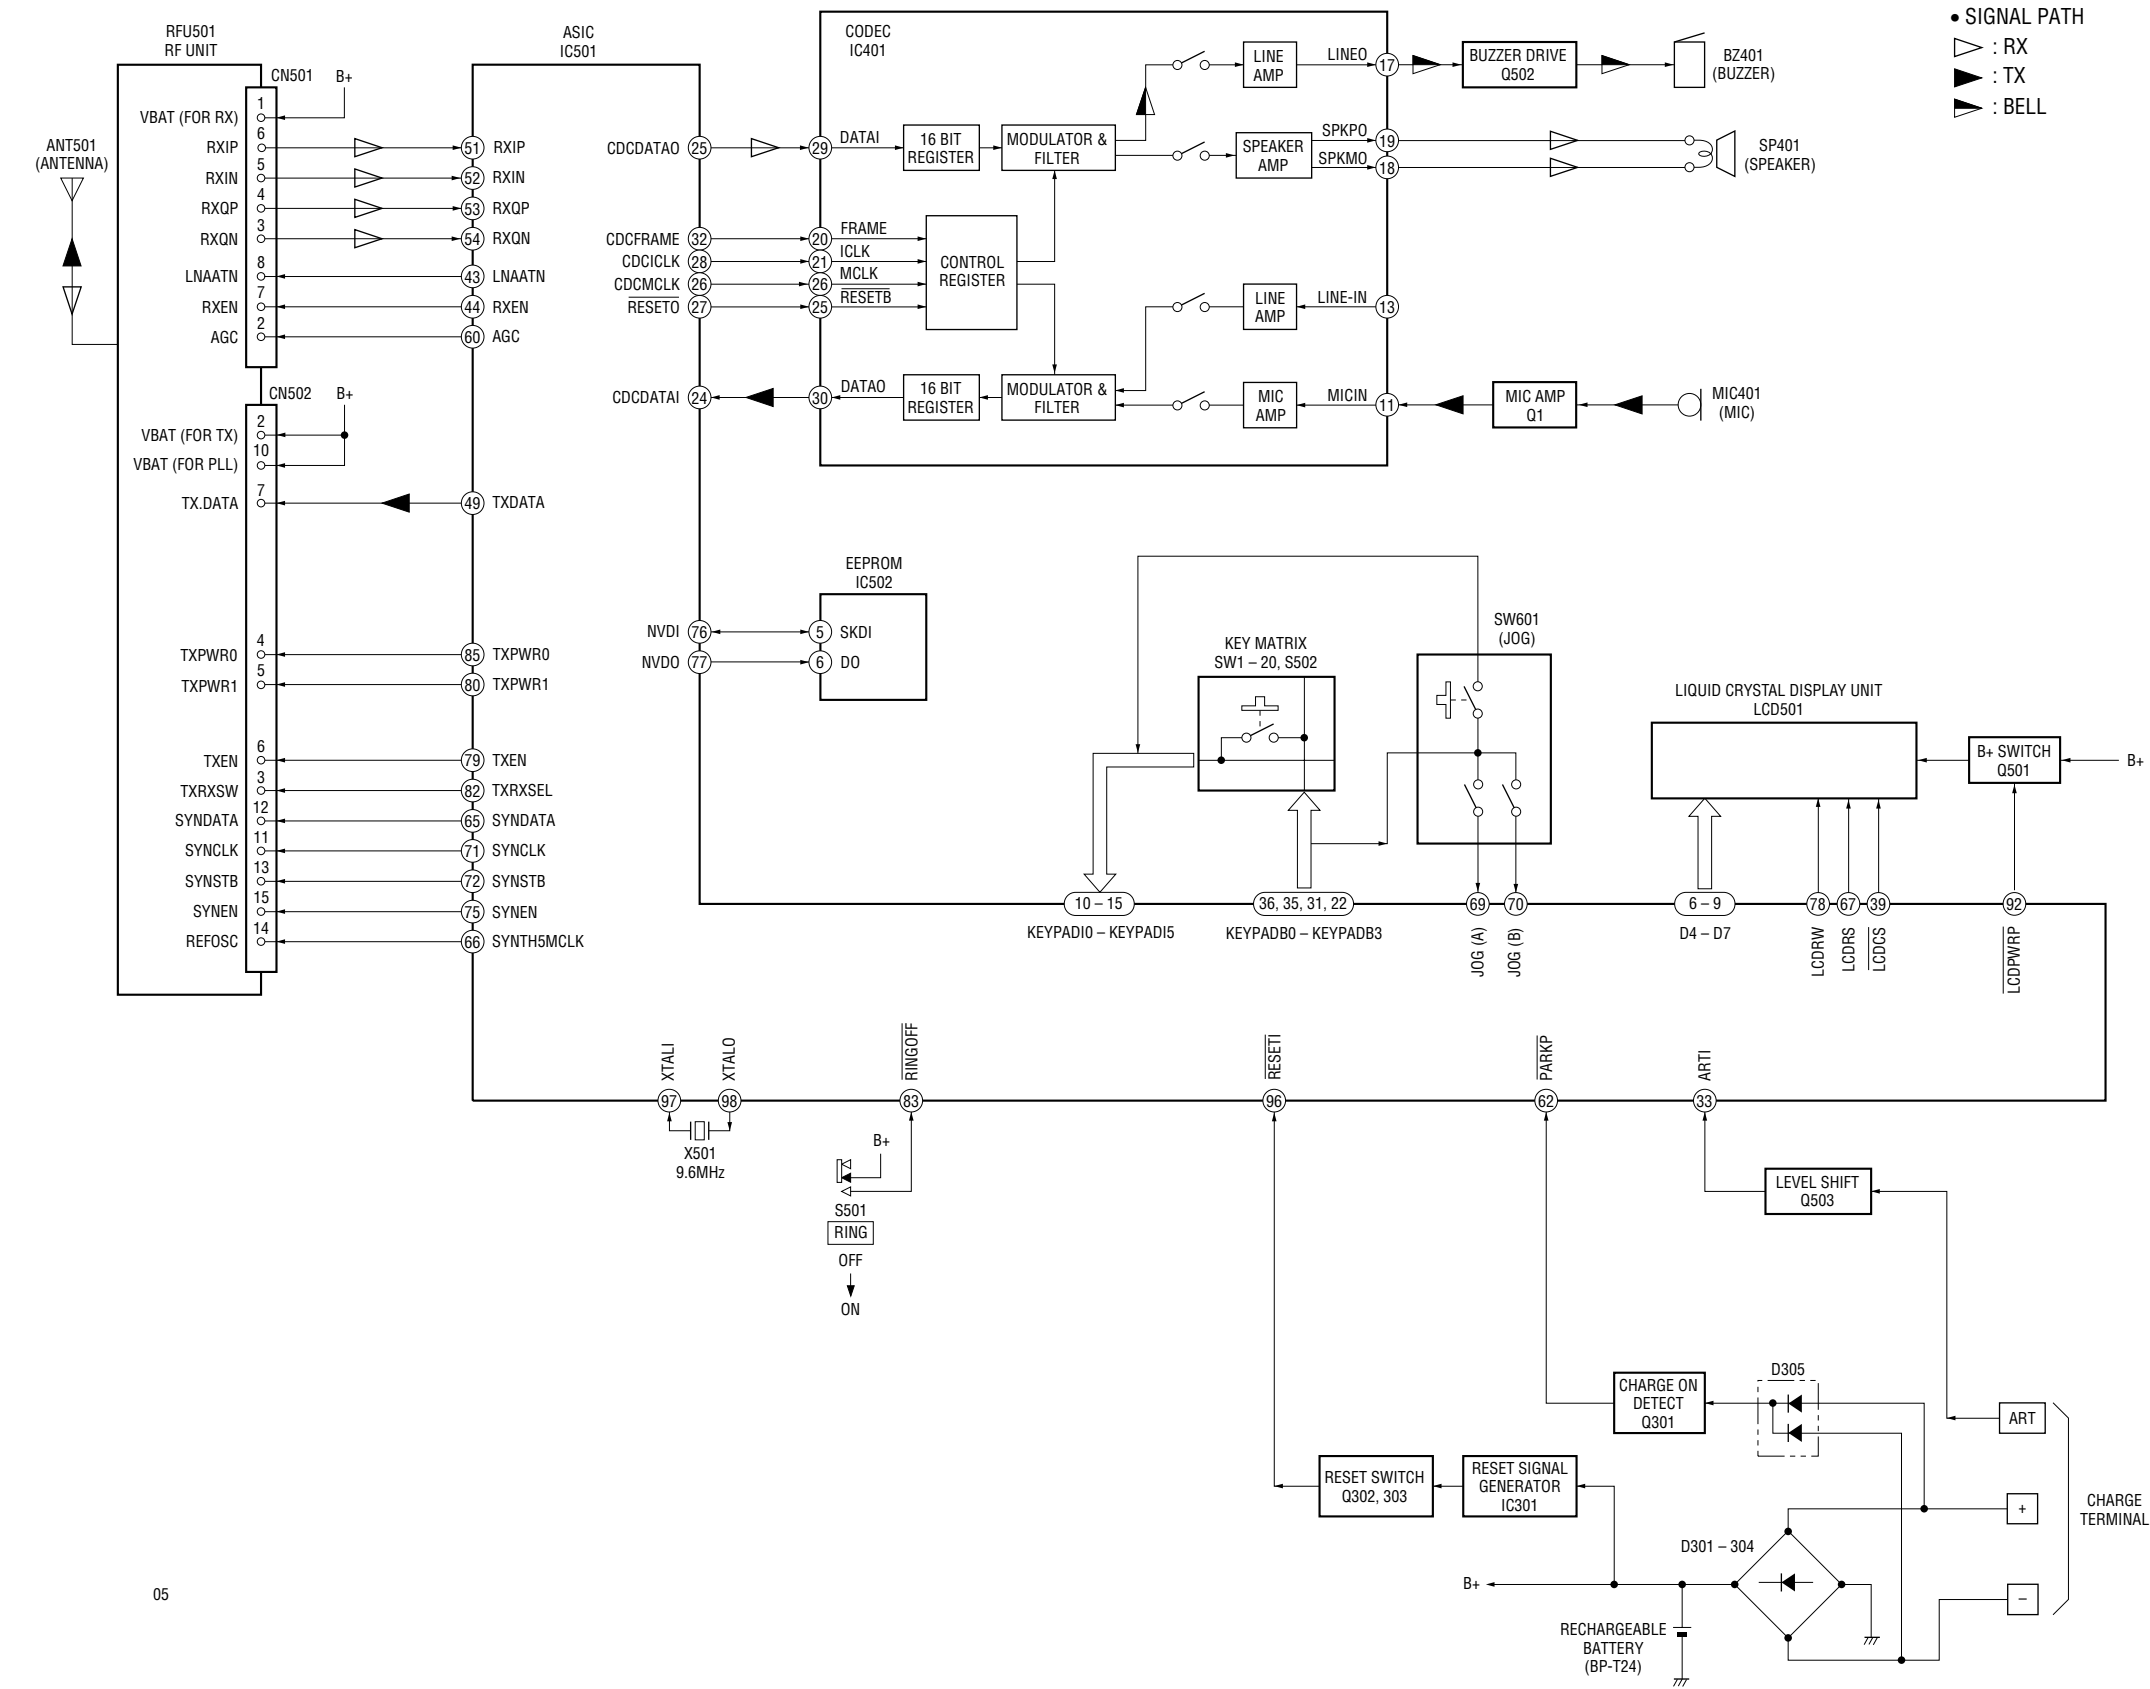 RFU501
RF UNIT
CN501
B+
ANT501
(ANTENNA)
1
VBAT (FOR RX)
6
RXIP
5
RXIN
4
RXQP
3
RXQN
8
LNAATN
7
RXEN
2
AGC
CN502
B+
2
VBAT (FOR TX)
10
VBAT (FOR PLL)
7
TX.DATA
4
TXPWR0
5
TXPWR1
6
TXEN
3
TXRXSW
12
SYNDATA
11
SYNCLK
13
SYNSTB
15
SYNEN
14
REFOSC
ASIC
IC501
51 RXIP
52 RXIN
53 RXQP
54 RXQN
43 LNAATN
44 RXEN
60 AGC
49 TXDATA
85 TXPWR0
80 TXPWR1
79 TXEN
82 TXRXSEL
65 SYNDATA
71 SYNCLK
72 SYNSTB
75 SYNEN
66 SYNTH5MCLK
CDCDATAO 25
CDCFRAME 32
CDCICLK 28
CDCMCLK 26
RESETO 27
CDCDATAI 24
NVDI 76
NVDO 77
CODEC
IC401
29 DATAI
20 FRAME
21 ICLK
26 MCLK
25 RESETB
30 DATAO
16 BIT
REGISTER
MODULATOR &
FILTER
LINE
AMP
LINEO 17
SPEAKER
AMP
SPKPO 19
SPKMO 18
CONTROL
REGISTER
LINE
AMP
LINE-IN 13
16 BIT
REGISTER
MODULATOR &
FILTER
MIC
AMP
MICIN 11
BUZZER DRIVE
Q502
BZ401
(BUZZER)
SP401
(SPEAKER)
MIC AMP
Q1
MIC401
(MIC)
• SIGNAL PATH
: RX
: TX
: BELL
EEPROM
IC502
5 SKDI
6 DO
KEY MATRIX
SW1 – 20, S502
SW601
(JOG)
LIQUID CRYSTAL DISPLAY UNIT
LCD501
B+ SWITCH
Q501
B+
10 – 15
KEYPADI0 – KEYPADI5
36, 35, 31, 22
KEYPADB0 – KEYPADB3
69
JOG (A)
70
JOG (B)
6 – 9
D4 – D7
78
LCDRW
67
LCDRS
39
LCDCS
92
LCDPWRP
XTALI
97
XTALO
98
X501
9.6MHz
RINGOFF
83
B+
S501
RING
OFF
ON
RESETI
96
PARKP
62
ARTI
33
LEVEL SHIFT
Q503
CHARGE ON
DETECT
Q301
D305
ART
RESET SWITCH
Q302, 303
RESET SIGNAL
GENERATOR
IC301
+
–
CHARGE
TERMINAL
D301 – 304
B+
RECHARGEABLE
BATTERY
(BP-T24)
05